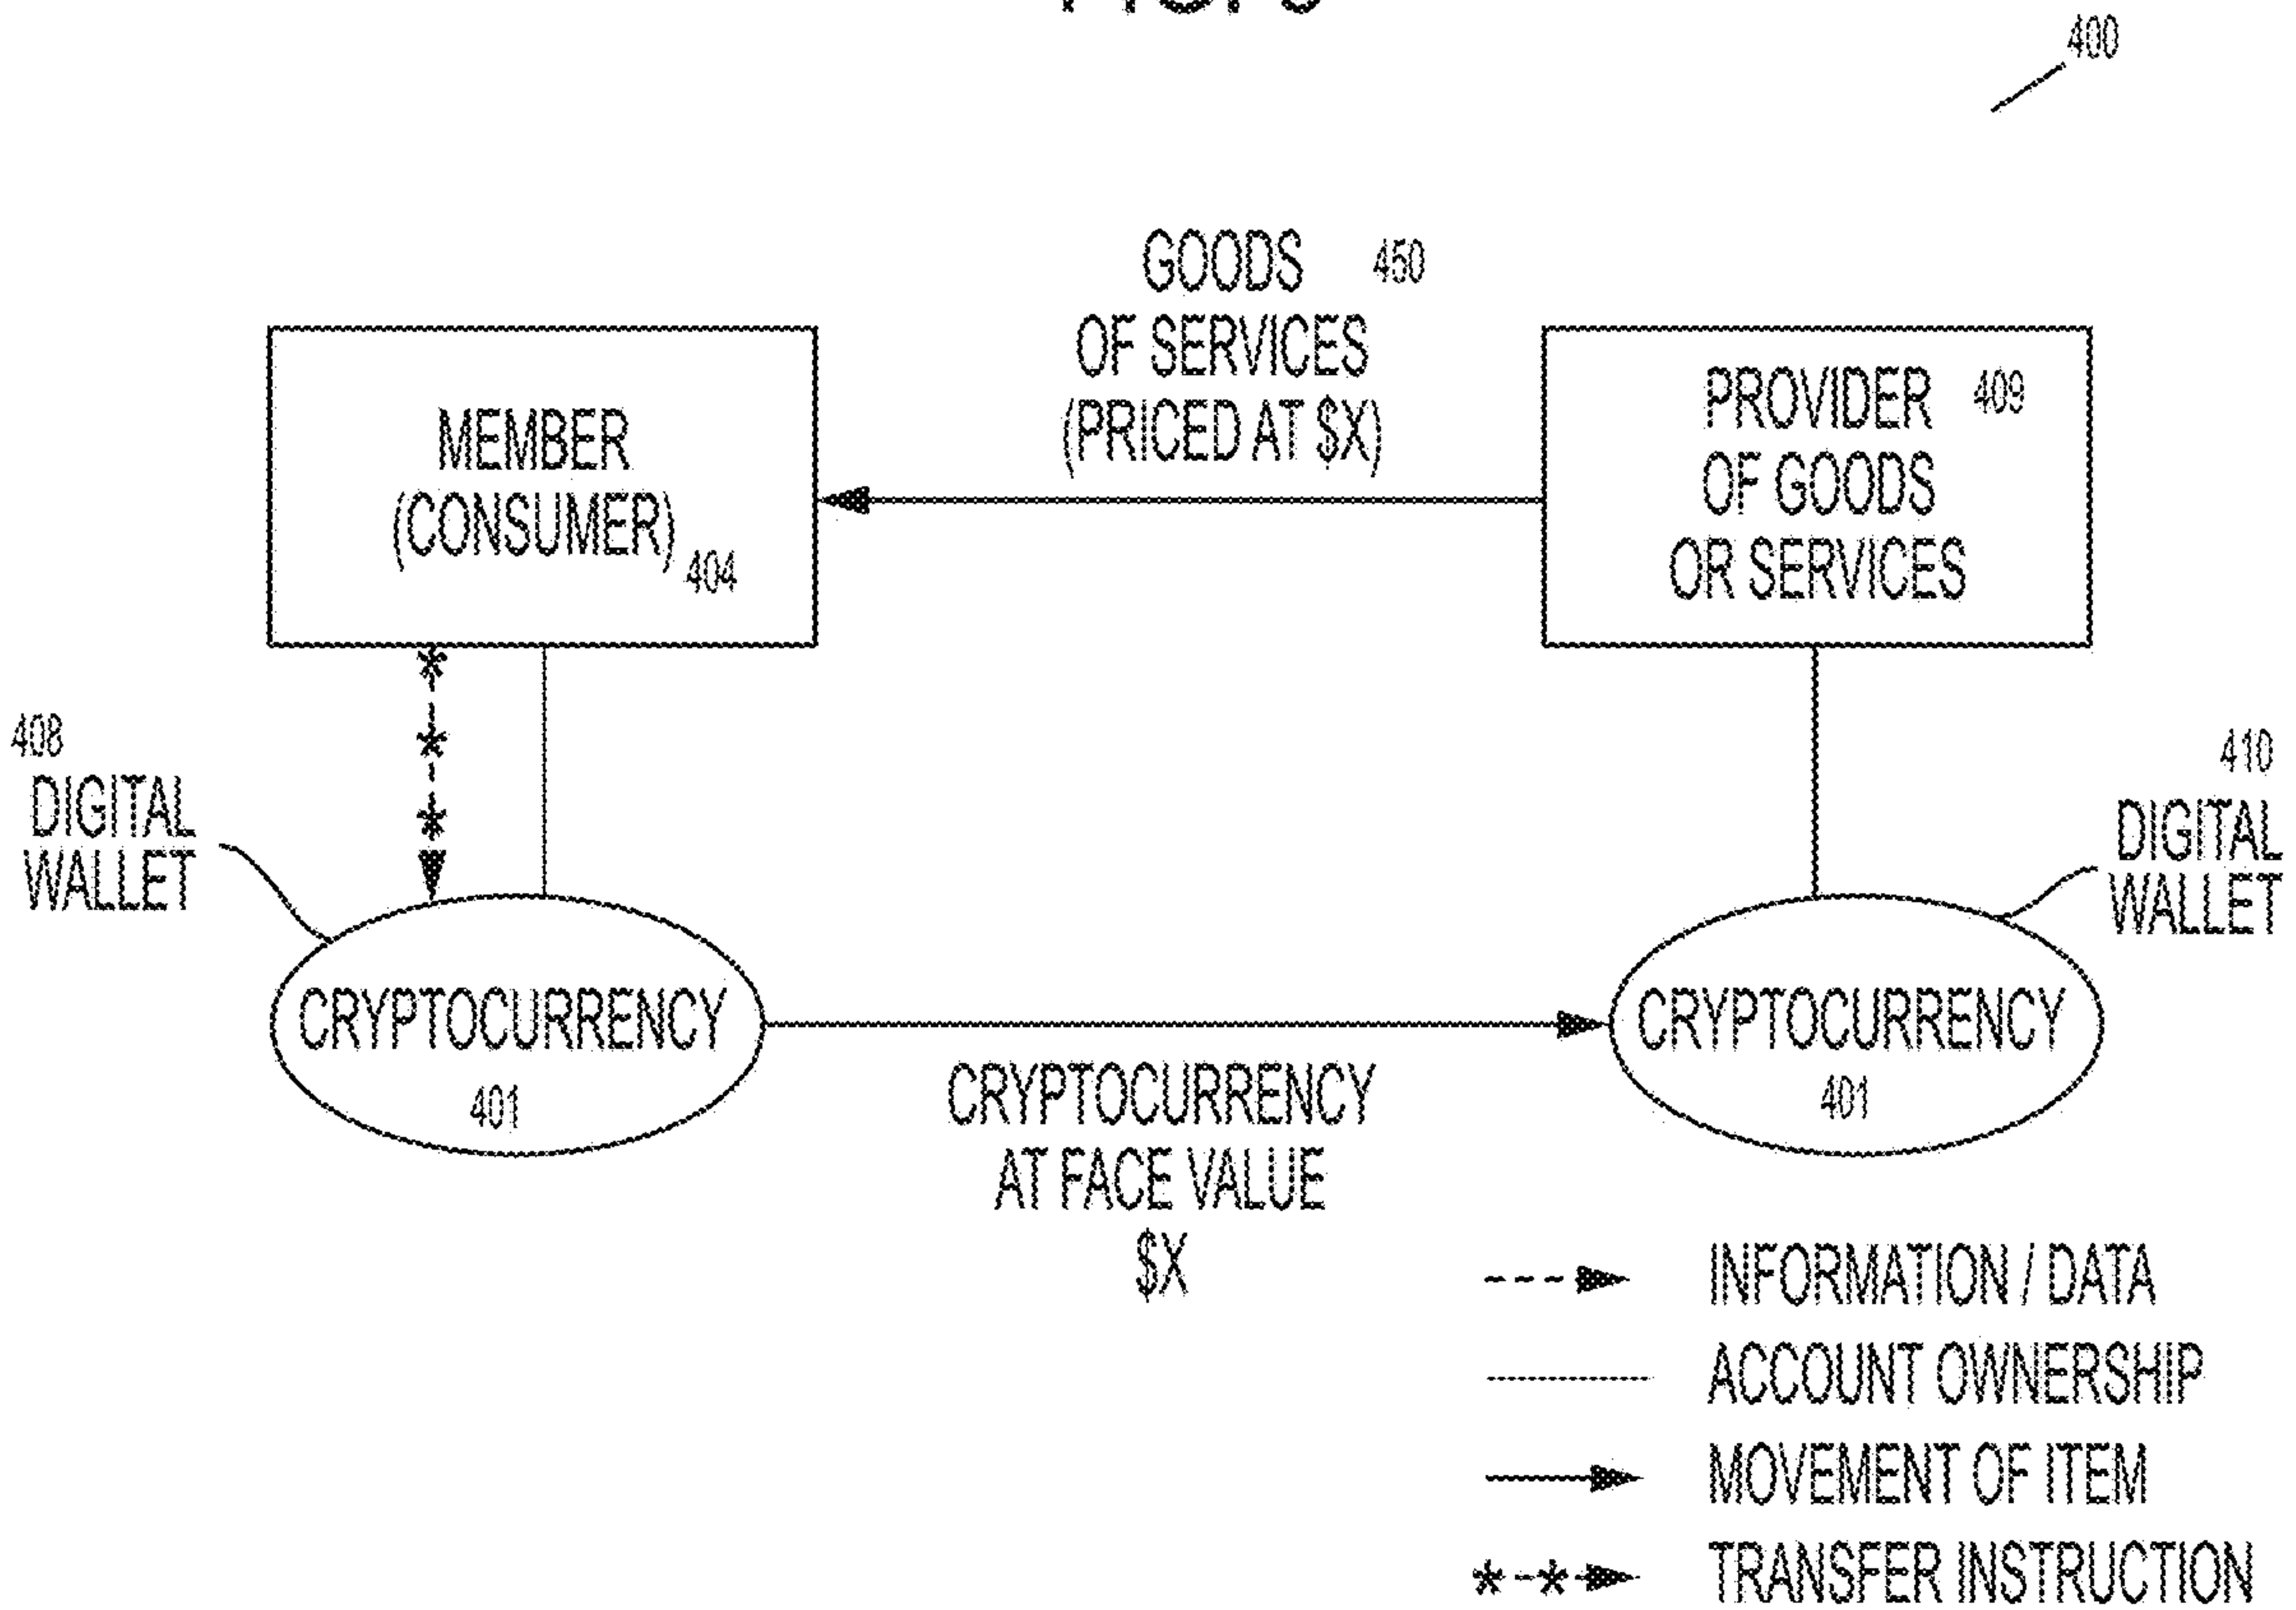 400
GOODS 450
OF SERVICES
(PRICED AT $X)
MEMBER
(CONSUMER)
404
PROVIDER 409
OF GOODS
OR SERVICES
408
DIGITAL
WALLET
410
DIGITAL
WALLET
CRYPTOCURRENCY
401
CRYPTOCURRENCY
401
CRYPTOCURRENCY
AT FACE VALUE
$X
INFORMATION / DATA
ACCOUNT OWNERSHIP
MOVEMENT OF ITEM
TRANSFER INSTRUCTION